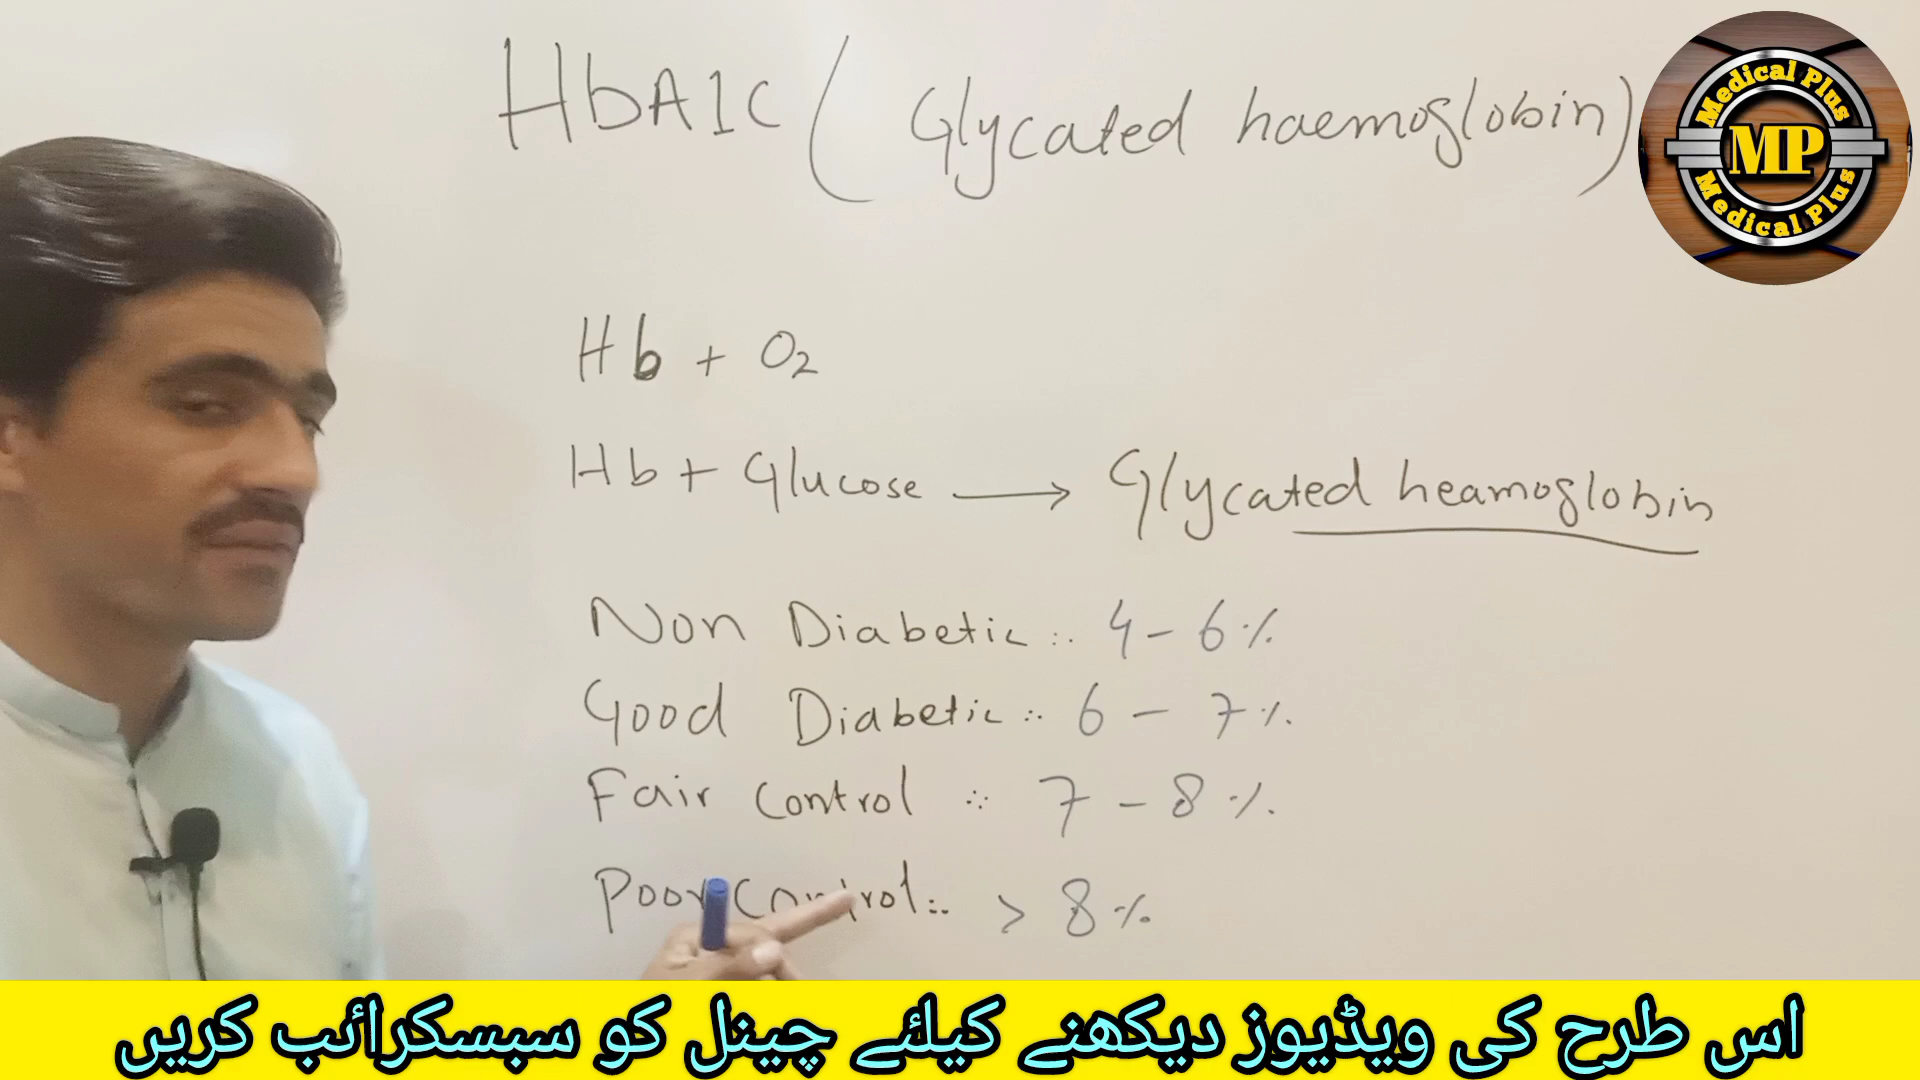 HbA1C ( Glycated haemoglobin)
Medical Plus
MP
Medical Plus
Hb + O2
Hb + Glucose → Glycated heamoglobin
Non Diabetic :. 4 - 6%
Good Diabetic :. 6 - 7%
Fair Control :. 7 - 8%
Poor Control :. > 8%
اس طرح کی ویڈیوز دیکھنے کیلئے چینل کو سبسکرائب کریں